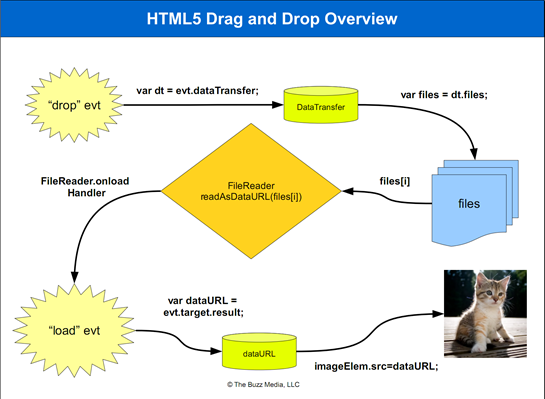 HTML5 Drag and Drop Overview
var dt = evt.dataTransfer;
var files = dt.files;
“drop” evt
DataTransfer
FileReader.onload
Handler
FileReader
readAsDataURL(files[i])
files[i]
files
var dataURL =
evt.target.result;
“load” evt
dataURL
imageElem.src=dataURL;
© The Buzz Media, LLC